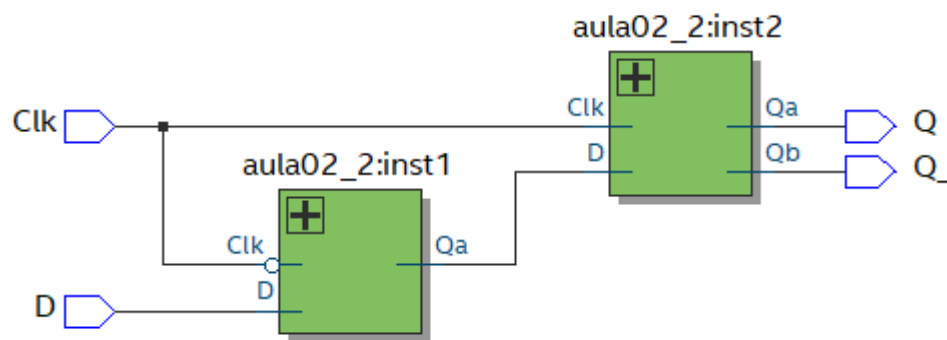 aula02_2:inst2
Clk
Clk
Qa
Q
D
Qb
Q_
aula02_2:inst1
Clk
Qa
D
D